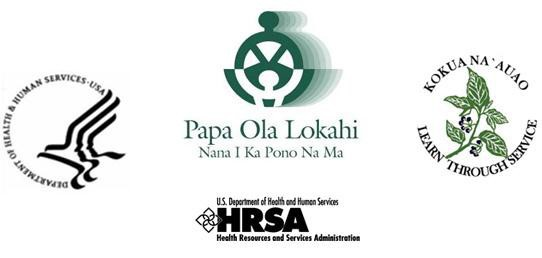 DEPARTMENT OF HEALTH & HUMAN SERVICES · USA
Papa Ola Lokahi
Nana I Ka Pono Na Ma
KOKUA NA`AUAO
LEARN THROUGH SERVICE
U.S. Department of Health and Human Services
HRSA
Health Resources and Services Administration